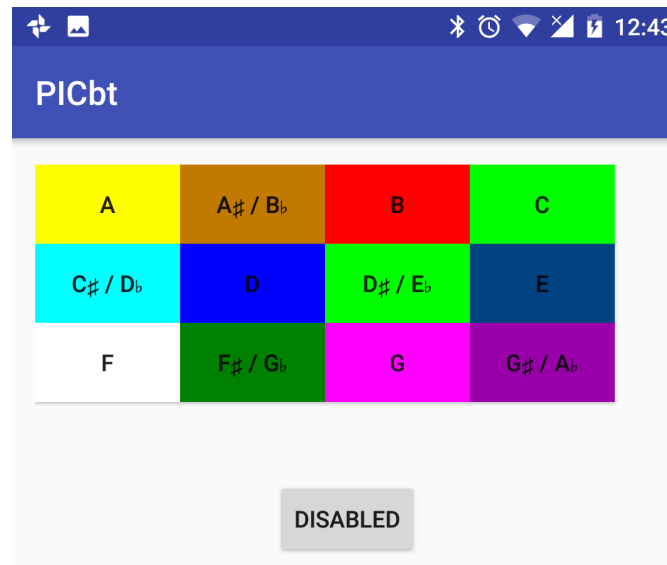 12:43
PICbt
A A♯ / B♭ B C
C♯ / D♭ D D♯ / E♭ E
F F♯ / G♭ G G♯ / A♭
DISABLED